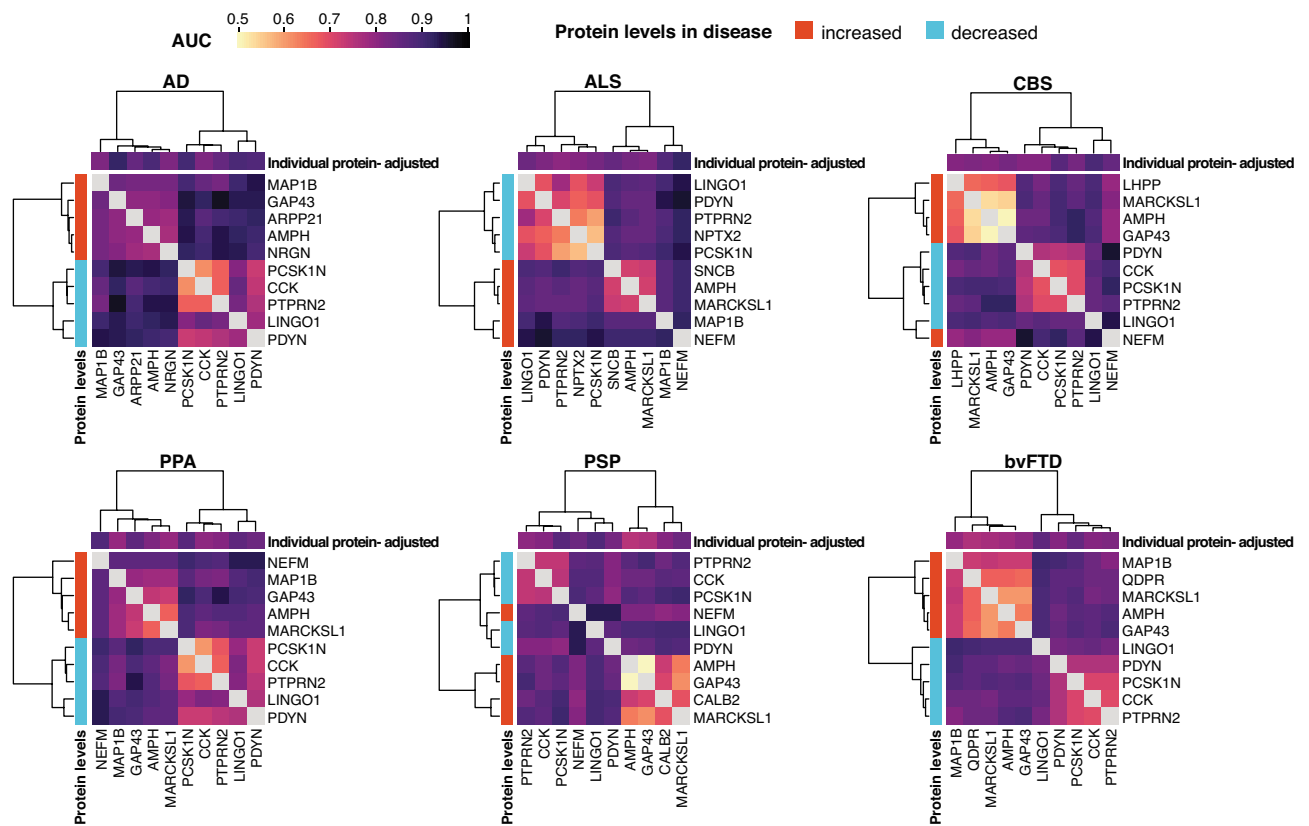 0.5 0.6 0.7 0.8 0.9 1
AUC
Protein levels in disease increased decreased
AD
Individual protein- adjusted
MAP1B
GAP43
ARPP21
AMPH
NRGN
PCSK1N
CCK
PTPRN2
LINGO1
PDYN
Protein levels
MAP1B
GAP43
ARPP21
AMPH
NRGN
PCSK1N
CCK
PTPRN2
LINGO1
PDYN
ALS
Individual protein- adjusted
LINGO1
PDYN
PTPRN2
NPTX2
PCSK1N
SNCB
AMPH
MARCKSL1
MAP1B
NEFM
Protein levels
LINGO1
PDYN
PTPRN2
NPTX2
PCSK1N
SNCB
AMPH
MARCKSL1
MAP1B
NEFM
CBS
Individual protein- adjusted
LHPP
MARCKSL1
AMPH
GAP43
PDYN
CCK
PCSK1N
PTPRN2
LINGO1
NEFM
Protein levels
LHPP
MARCKSL1
AMPH
GAP43
PDYN
CCK
PCSK1N
PTPRN2
LINGO1
NEFM
PPA
Individual protein- adjusted
NEFM
MAP1B
GAP43
AMPH
MARCKSL1
PCSK1N
CCK
PTPRN2
LINGO1
PDYN
Protein levels
NEFM
MAP1B
GAP43
AMPH
MARCKSL1
PCSK1N
CCK
PTPRN2
LINGO1
PDYN
PSP
Individual protein- adjusted
PTPRN2
CCK
PCSK1N
NEFM
LINGO1
PDYN
AMPH
GAP43
CALB2
MARCKSL1
Protein levels
PTPRN2
CCK
PCSK1N
NEFM
LINGO1
PDYN
AMPH
GAP43
CALB2
MARCKSL1
bvFTD
Individual protein- adjusted
MAP1B
QDPR
MARCKSL1
AMPH
GAP43
LINGO1
PDYN
PCSK1N
CCK
PTPRN2
Protein levels
MAP1B
QDPR
MARCKSL1
AMPH
GAP43
LINGO1
PDYN
PCSK1N
CCK
PTPRN2